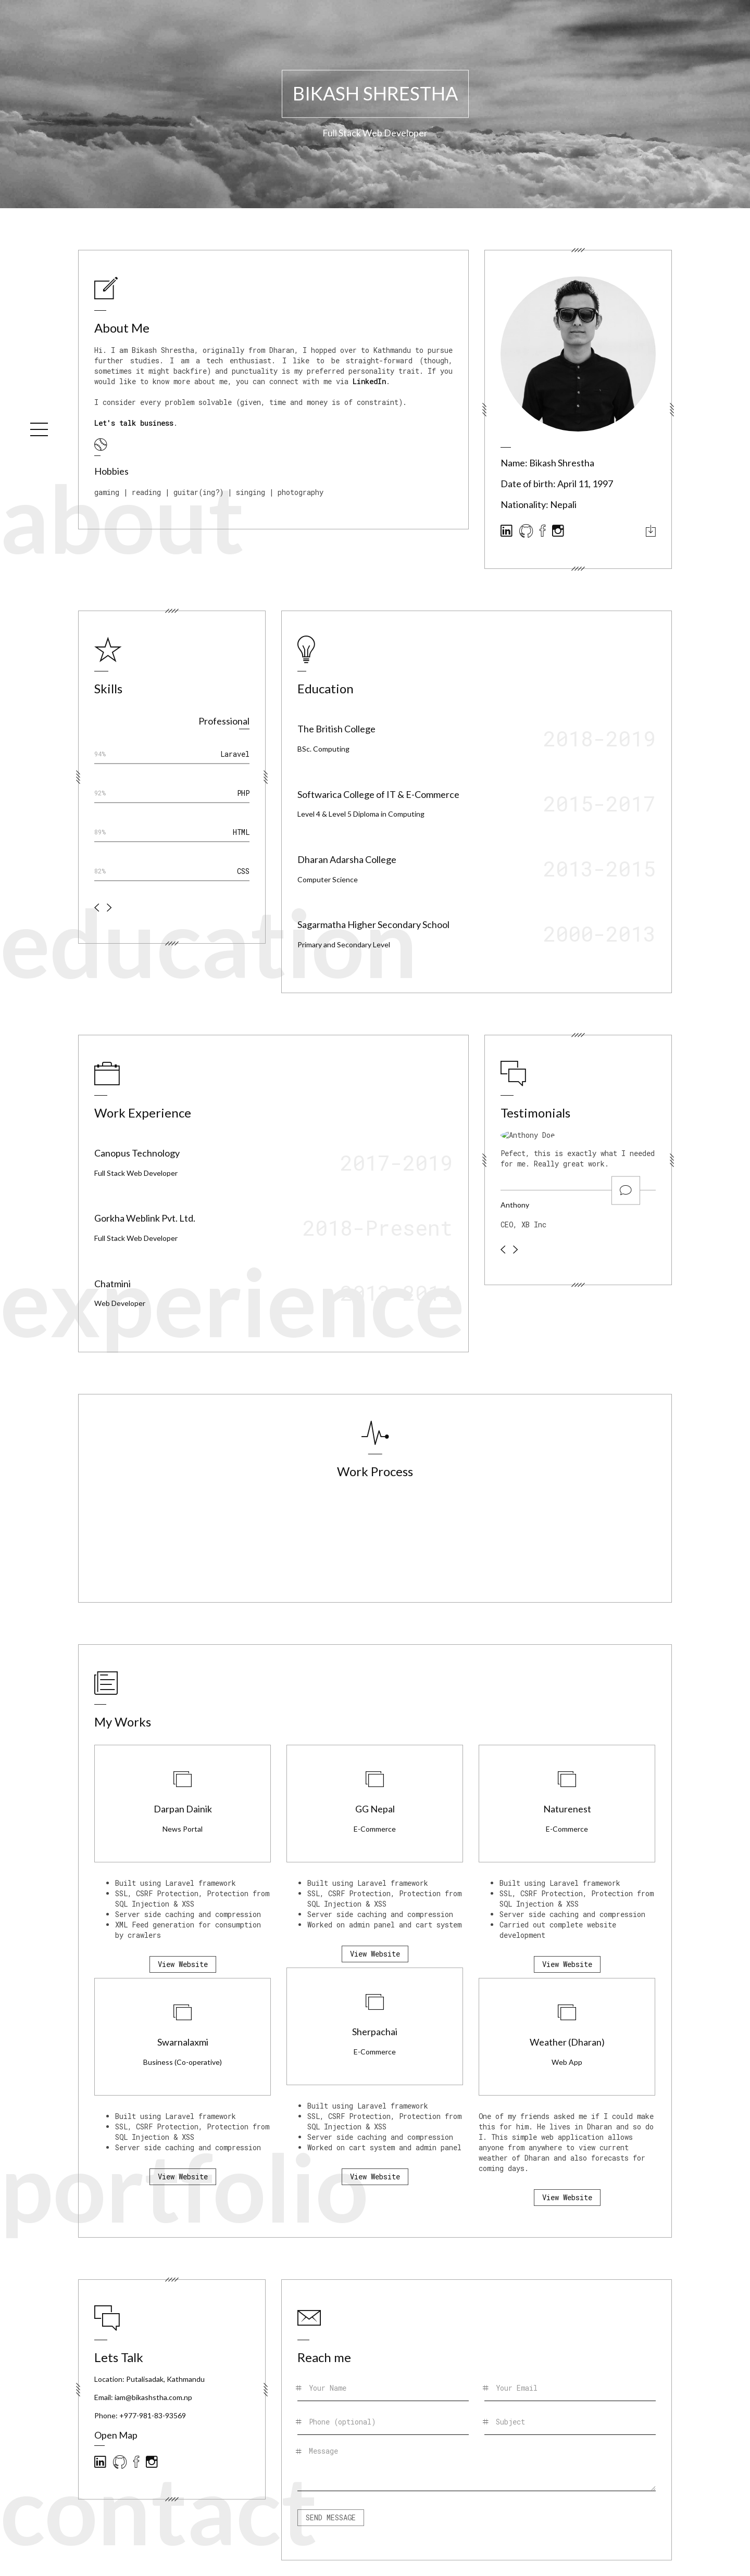 BIKASH SHRESTHA
Full Stack Web Developer
About Me
Hi. I am Bikash Shrestha, originally from Dharan, I hopped over to Kathmandu to pursue
further studies. I am a tech enthusiast. I like to be straight-forward (though,
sometimes it might backfire) and punctuality is my preferred personality trait. If you
would like to know more about me, you can connect with me via LinkedIn.
I consider every problem solvable (given, time and money is of constraint).
Let's talk business.
Hobbies
gaming | reading | guitar(ing?) | singing | photography
about
Name: Bikash Shrestha
Date of birth: April 11, 1997
Nationality: Nepali
Skills
Professional
94% Laravel
92% PHP
89% HTML
82% CSS
education
Education
The British College
BSc. Computing
2018-2019
Softwarica College of IT & E-Commerce
Level 4 & Level 5 Diploma in Computing
2015-2017
Dharan Adarsha College
Computer Science
2013-2015
Sagarmatha Higher Secondary School
Primary and Secondary Level
2000-2013
Work Experience
Canopus Technology
Full Stack Web Developer
2017-2019
Gorkha Weblink Pvt. Ltd.
Full Stack Web Developer
2018-Present
Chatmini
Web Developer
experience
Testimonials
Anthony Doe
Pefect, this is exactly what I needed
for me. Really great work.
Anthony
CEO, XB Inc
Work Process
My Works
Darpan Dainik
News Portal
Built using Laravel framework
SSL, CSRF Protection, Protection from
SQL Injection & XSS
Server side caching and compression
XML Feed generation for consumption
by crawlers
View Website
GG Nepal
E-Commerce
Built using Laravel framework
SSL, CSRF Protection, Protection from
SQL Injection & XSS
Server side caching and compression
Worked on admin panel and cart system
View Website
Naturenest
E-Commerce
Built using Laravel framework
SSL, CSRF Protection, Protection from
SQL Injection & XSS
Server side caching and compression
Carried out complete website
development
View Website
Swarnalaxmi
Business (Co-operative)
Built using Laravel framework
SSL, CSRF Protection, Protection from
SQL Injection & XSS
Server side caching and compression
View Website
Sherpachai
E-Commerce
Built using Laravel framework
SSL, CSRF Protection, Protection from
SQL Injection & XSS
Server side caching and compression
Worked on cart system and admin panel
View Website
Weather (Dharan)
Web App
One of my friends asked me if I could make
this for him. He lives in Dharan and so do
I. This simple web application allows
anyone from anywhere to view current
weather of Dharan and also forecasts for
coming days.
View Website
portfolio
Lets Talk
Location: Putalisadak, Kathmandu
Email: iam@bikashstha.com.np
Phone: +977-981-83-93569
Open Map
contact
Reach me
# Your Name
# Your Email
# Phone (optional)
# Subject
# Message
SEND MESSAGE